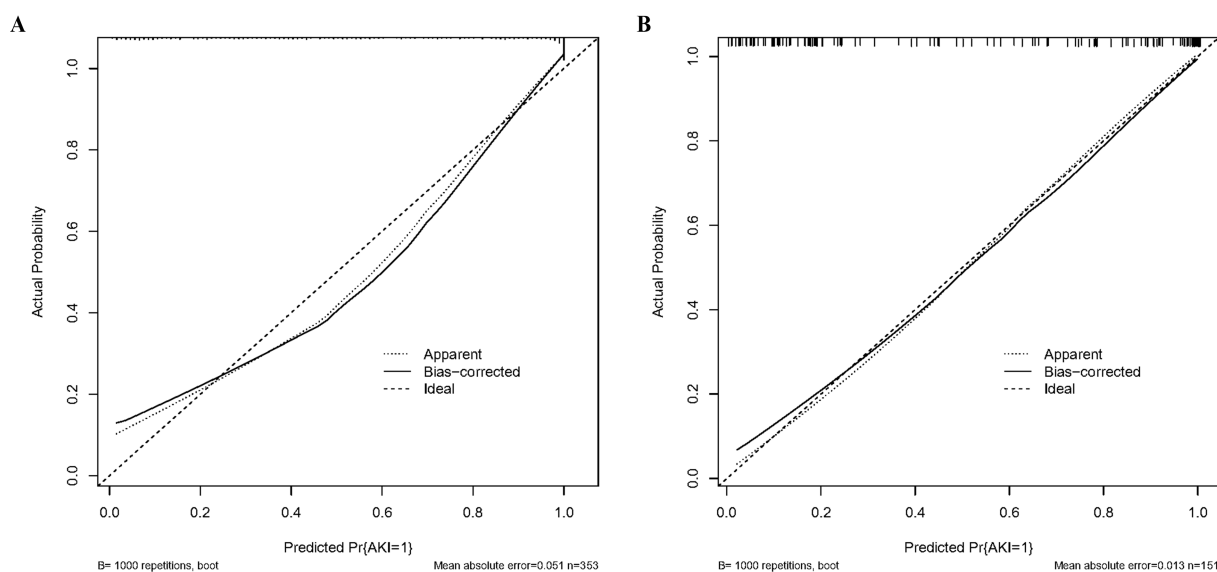 A
Actual Probability
1.0
0.8
0.6
0.4
0.2
0.0
Apparent
Bias−corrected
Ideal
0.0 0.2 0.4 0.6 0.8 1.0
Predicted Pr{AKI=1}
B= 1000 repetitions, boot
Mean absolute error=0.051 n=353
B
Actual Probability
1.0
0.8
0.6
0.4
0.2
0.0
Apparent
Bias−corrected
Ideal
0.0 0.2 0.4 0.6 0.8 1.0
Predicted Pr{AKI=1}
B= 1000 repetitions, boot
Mean absolute error=0.013 n=151